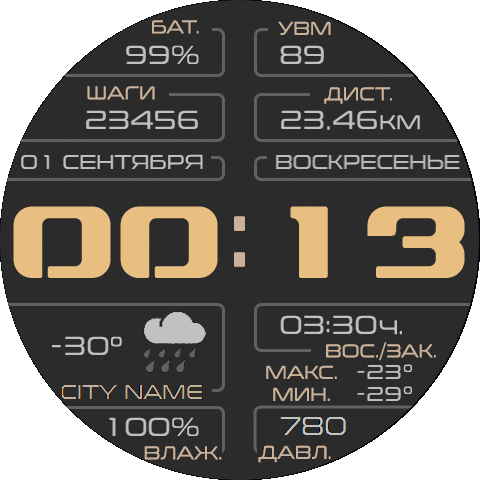 БАТ. УВМ
99% 89
ШАГИ ДИСТ.
23456 23.46км
01 СЕНТЯБРЯ ВОСКРЕСЕНЬЕ
00:13
-30° 03:30ч.
ВОС./ЗАК.
МАКС. -23°
CITY NAME МИН. -29°
100% 780
ВЛАЖ. ДАВЛ.